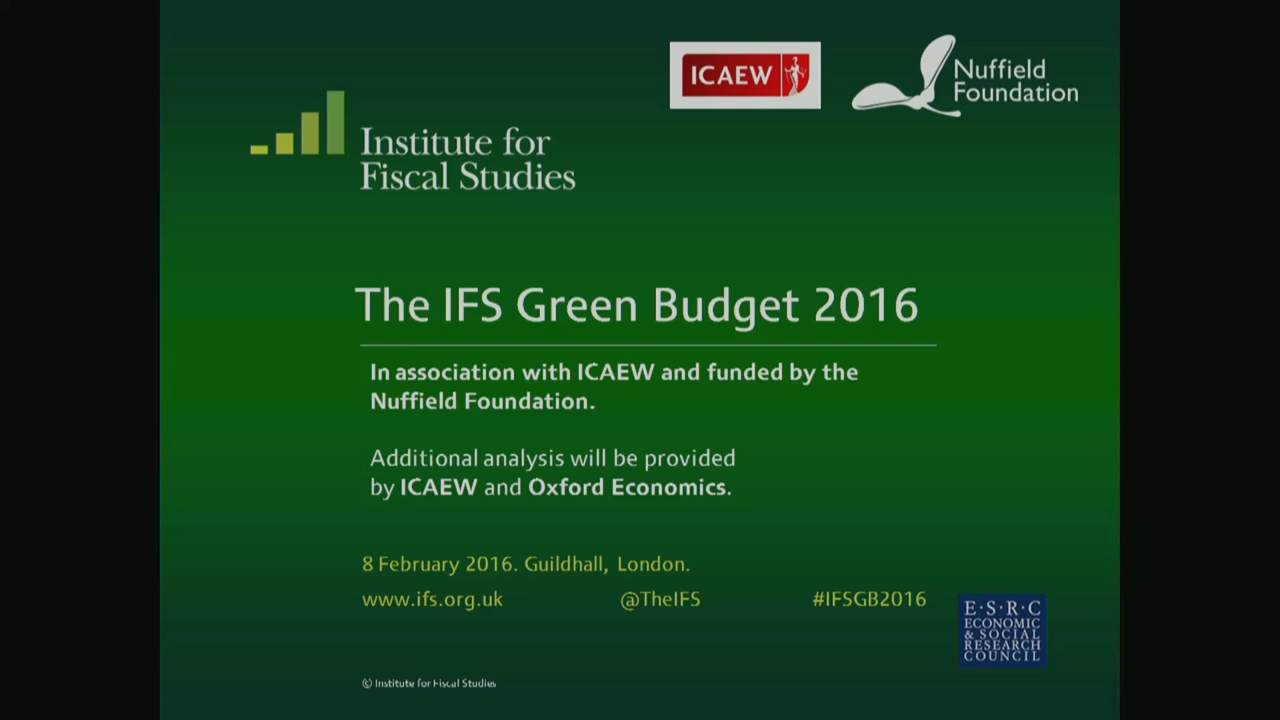 ICAEW
Nuffield
Foundation
Institute for
Fiscal Studies
The IFS Green Budget 2016
In association with ICAEW and funded by the
Nuffield Foundation.
Additional analysis will be provided
by ICAEW and Oxford Economics.
8 February 2016. Guildhall, London.
www.ifs.org.uk @TheIFS #IFSGB2016
E·S·R·C
ECONOMIC
& SOCIAL
RESEARCH
COUNCIL
© Institute for Fiscal Studies